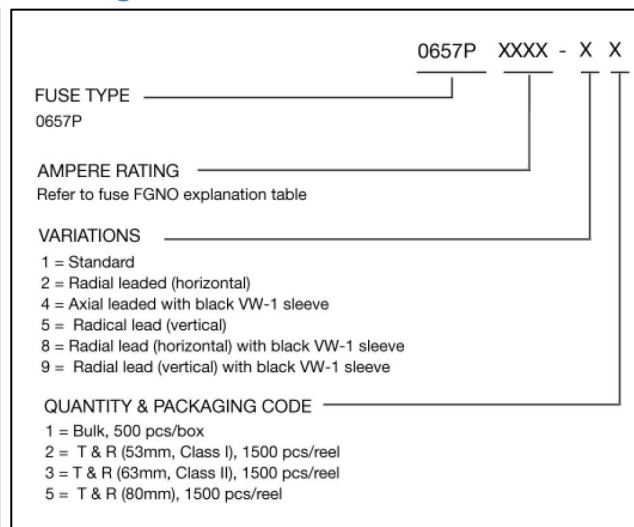 0657P XXXX - X X
FUSE TYPE
0657P
AMPERE RATING
Refer to fuse FGNO explanation table
VARIATIONS
1 = Standard
2 = Radial leaded (horizontal)
4 = Axial leaded with black VW-1 sleeve
5 = Radical lead (vertical)
8 = Radial lead (horizontal) with black VW-1 sleeve
9 = Radial lead (vertical) with black VW-1 sleeve
QUANTITY & PACKAGING CODE
1 = Bulk, 500 pcs/box
2 = T & R (53mm, Class I), 1500 pcs/reel
3 = T & R (63mm, Class II), 1500 pcs/reel
5 = T & R (80mm), 1500 pcs/reel